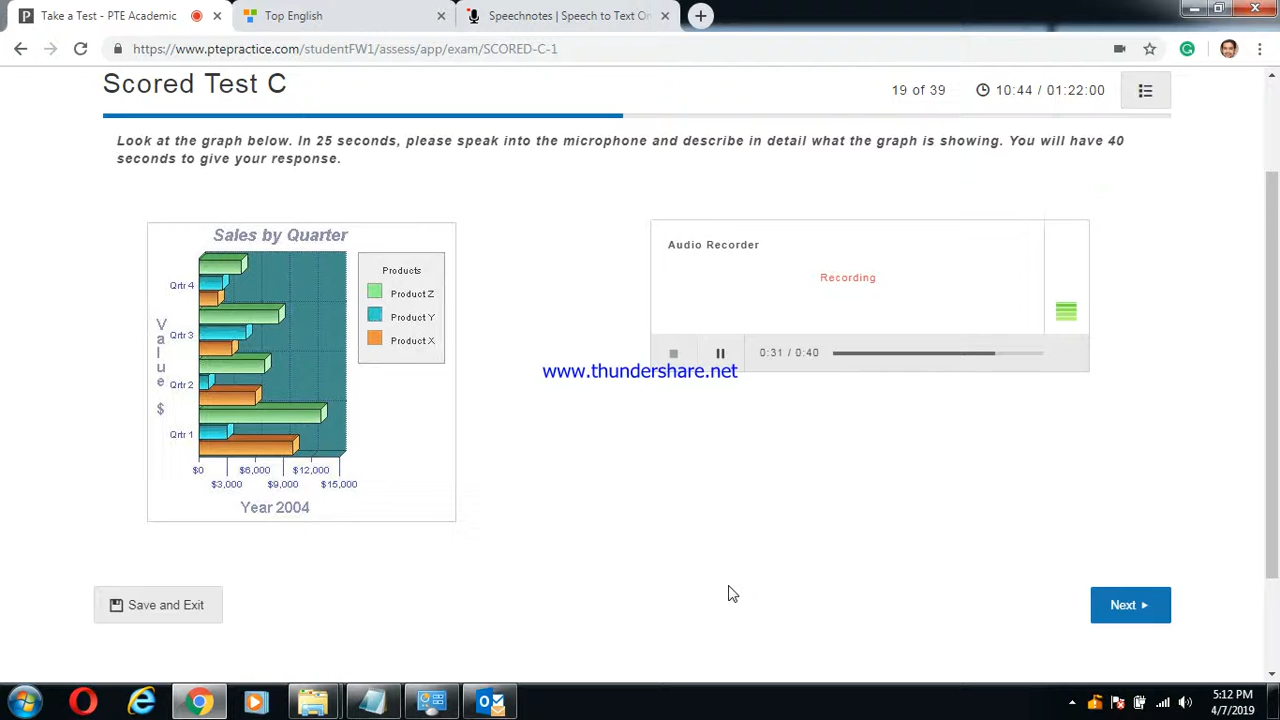 Take a Test - PTE Academic
Top English
Speechnotes | Speech to Text On
https://www.ptepractice.com/studentFW1/assess/app/exam/SCORED-C-1
Scored Test C
19 of 39
10:44 / 01:22:00
Look at the graph below. In 25 seconds, please speak into the microphone and describe in detail what the graph is showing. You will have 40
seconds to give your response.
Sales by Quarter
Products
Product Z
Product Y
Product X
Value $
Qrtr 4
Qrtr 3
Qrtr 2
Qrtr 1
$0
$6,000
$12,000
$3,000
$9,000
$15,000
Year 2004
Audio Recorder
Recording
0:31 / 0:40
www.thundershare.net
Save and Exit
Next
5:12 PM
4/7/2019